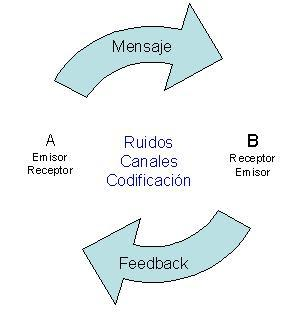 Mensaje
A
Emisor
Receptor
Ruidos
Canales
Codificación
B
Receptor
Emisor
Feedback